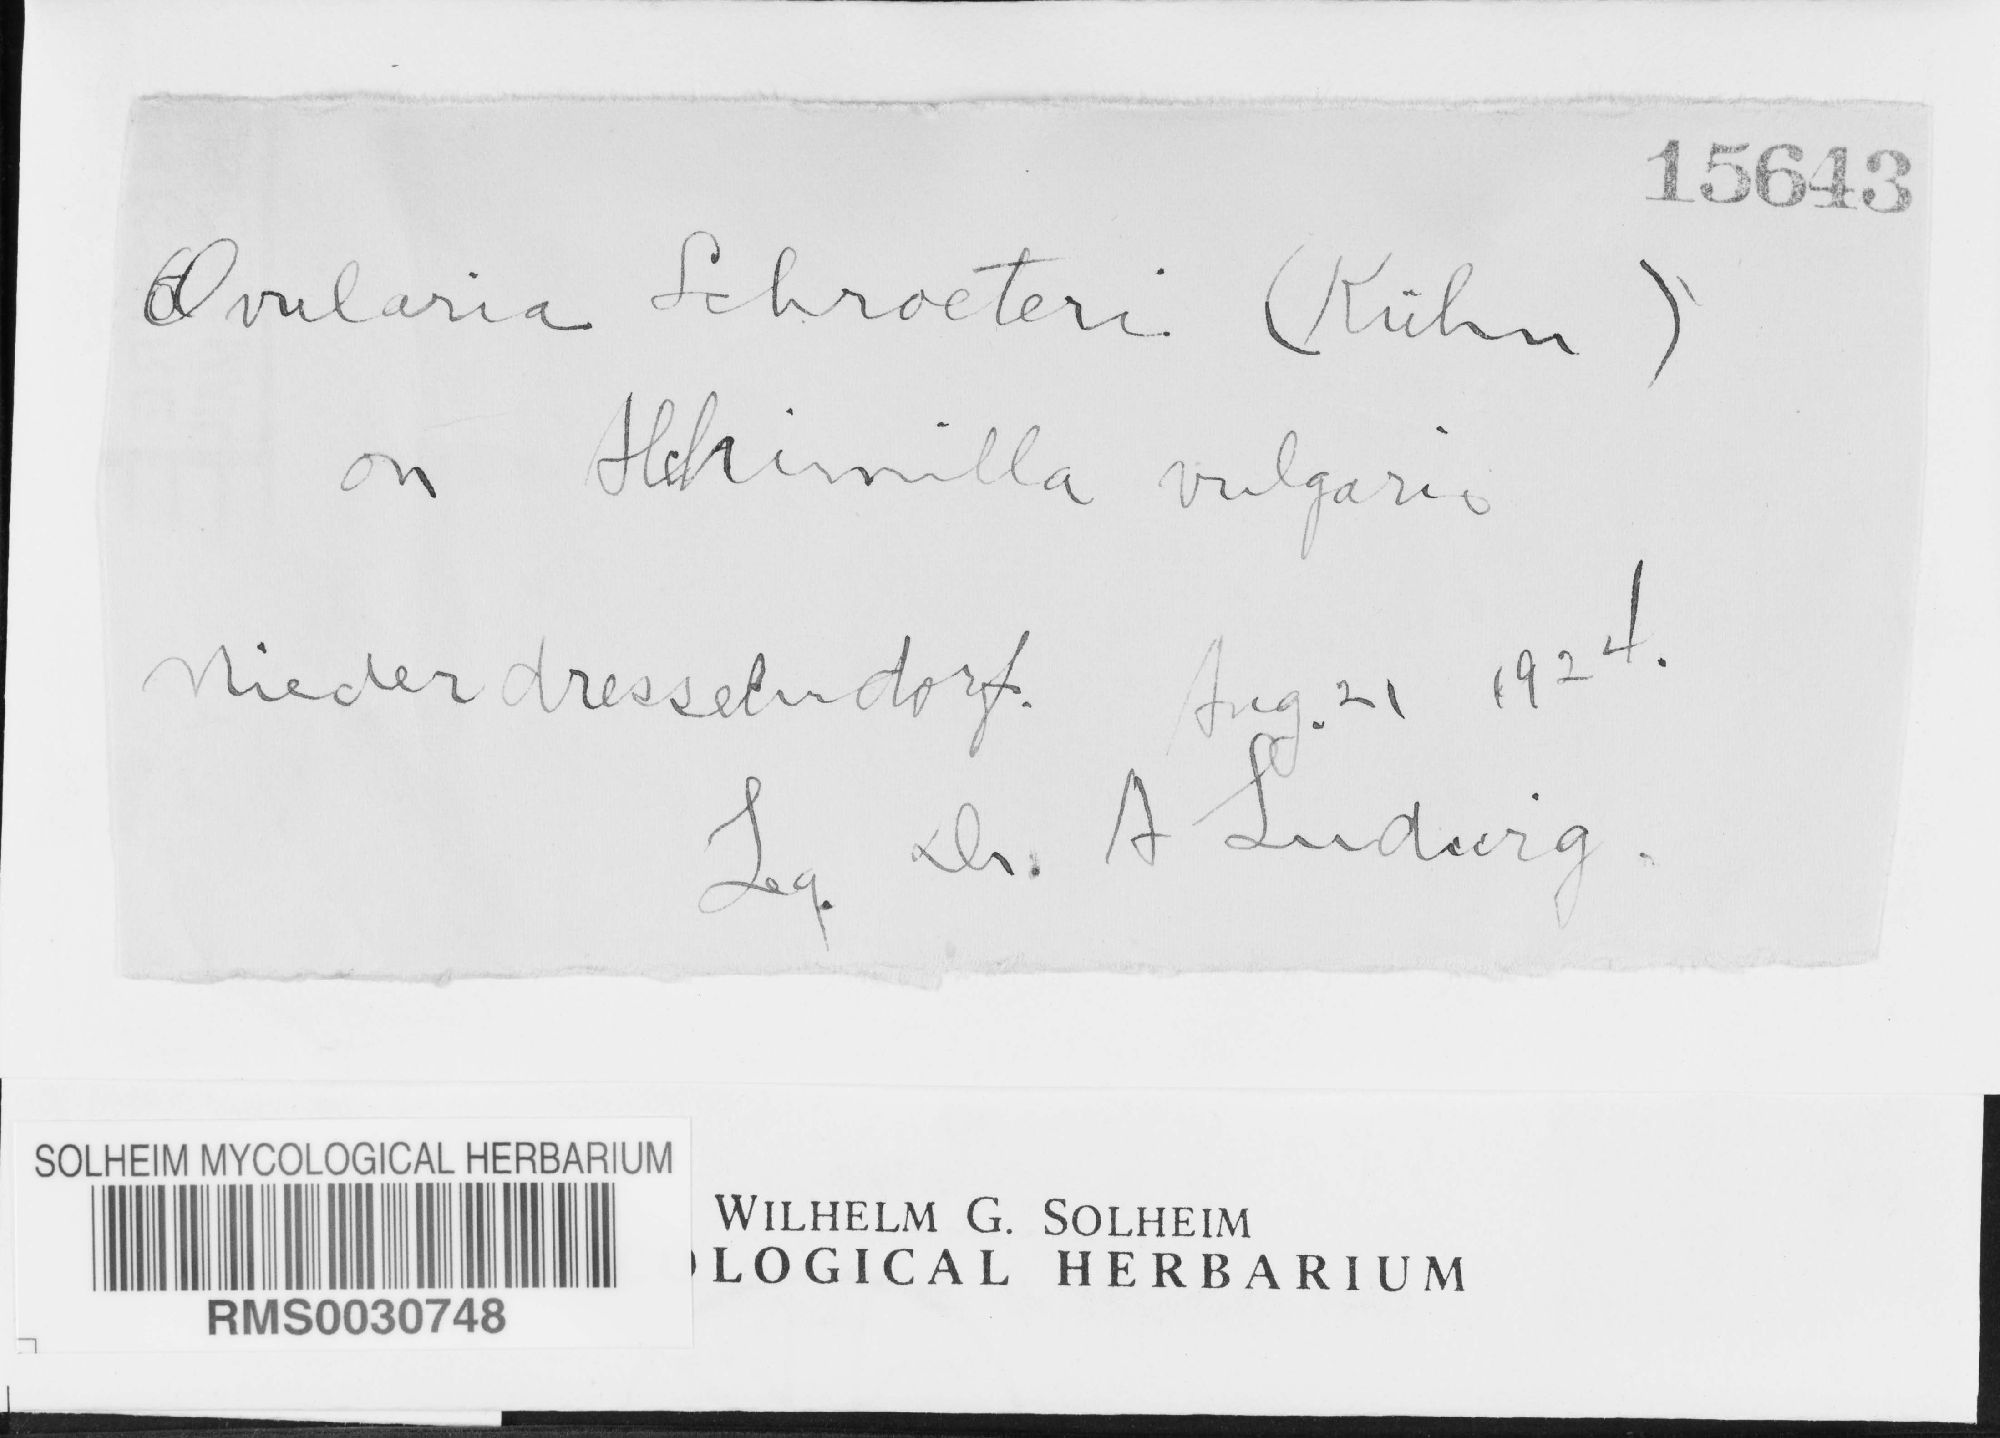 15643
Ovularia Schroeteri (Kühn )
on Alchimilla vulgaris
Niederdresselndorf. Aug. 21 1924.
Leg. Dr. A Ludwig.
SOLHEIM MYCOLOGICAL HERBARIUM
RMS0030748
WILHELM G. SOLHEIM
OLOGICAL HERBARIUM